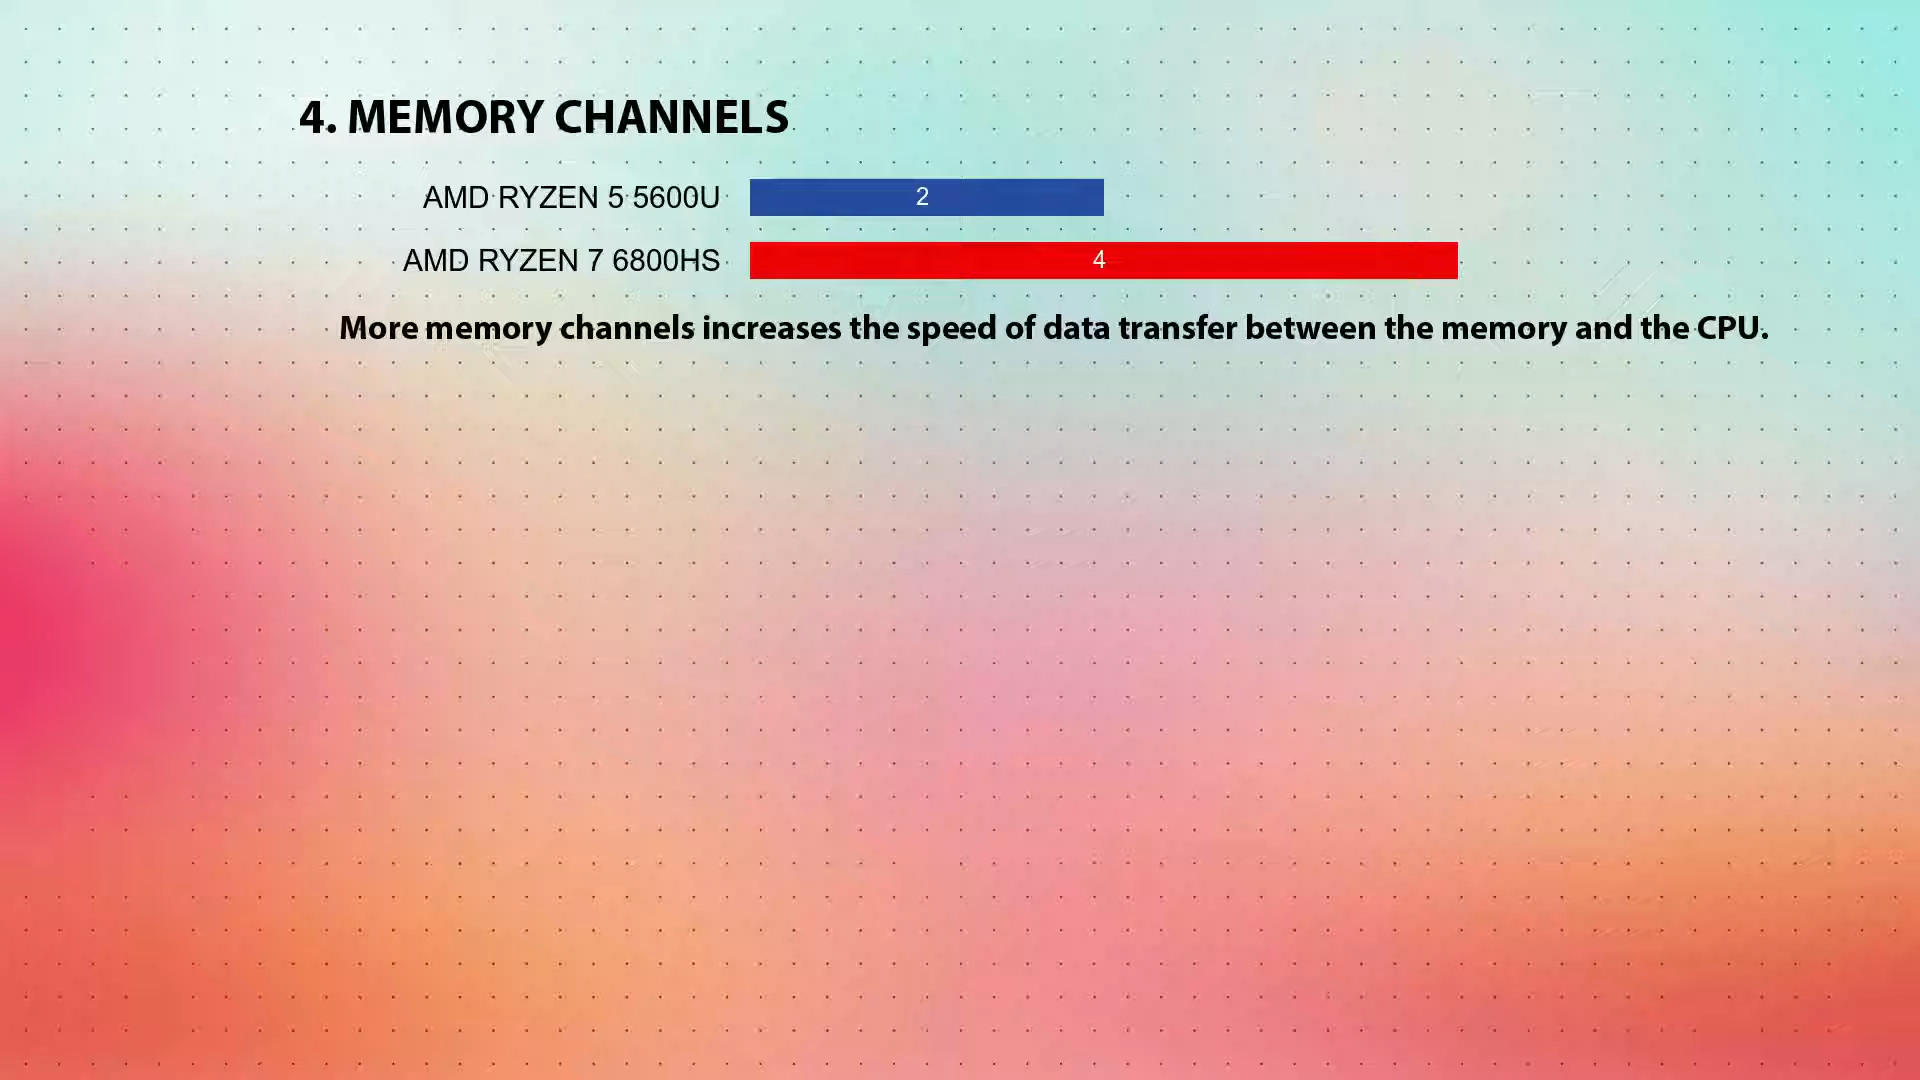 4. MEMORY CHANNELS
AMD RYZEN 5 5600U 2
AMD RYZEN 7 6800HS 4
More memory channels increases the speed of data transfer between the memory and the CPU.